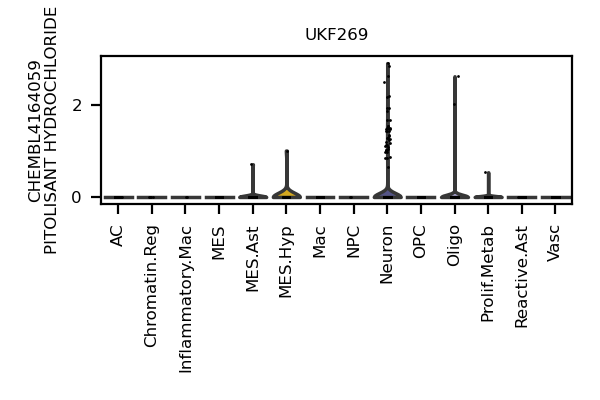 UKF269
CHEMBL4164059
PITOLISANT HYDROCHLORIDE
2
0
AC
Chromatin.Reg
Inflammatory.Mac
MES
MES.Ast
MES.Hyp
Mac
NPC
Neuron
OPC
Oligo
Prolif.Metab
Reactive.Ast
Vasc